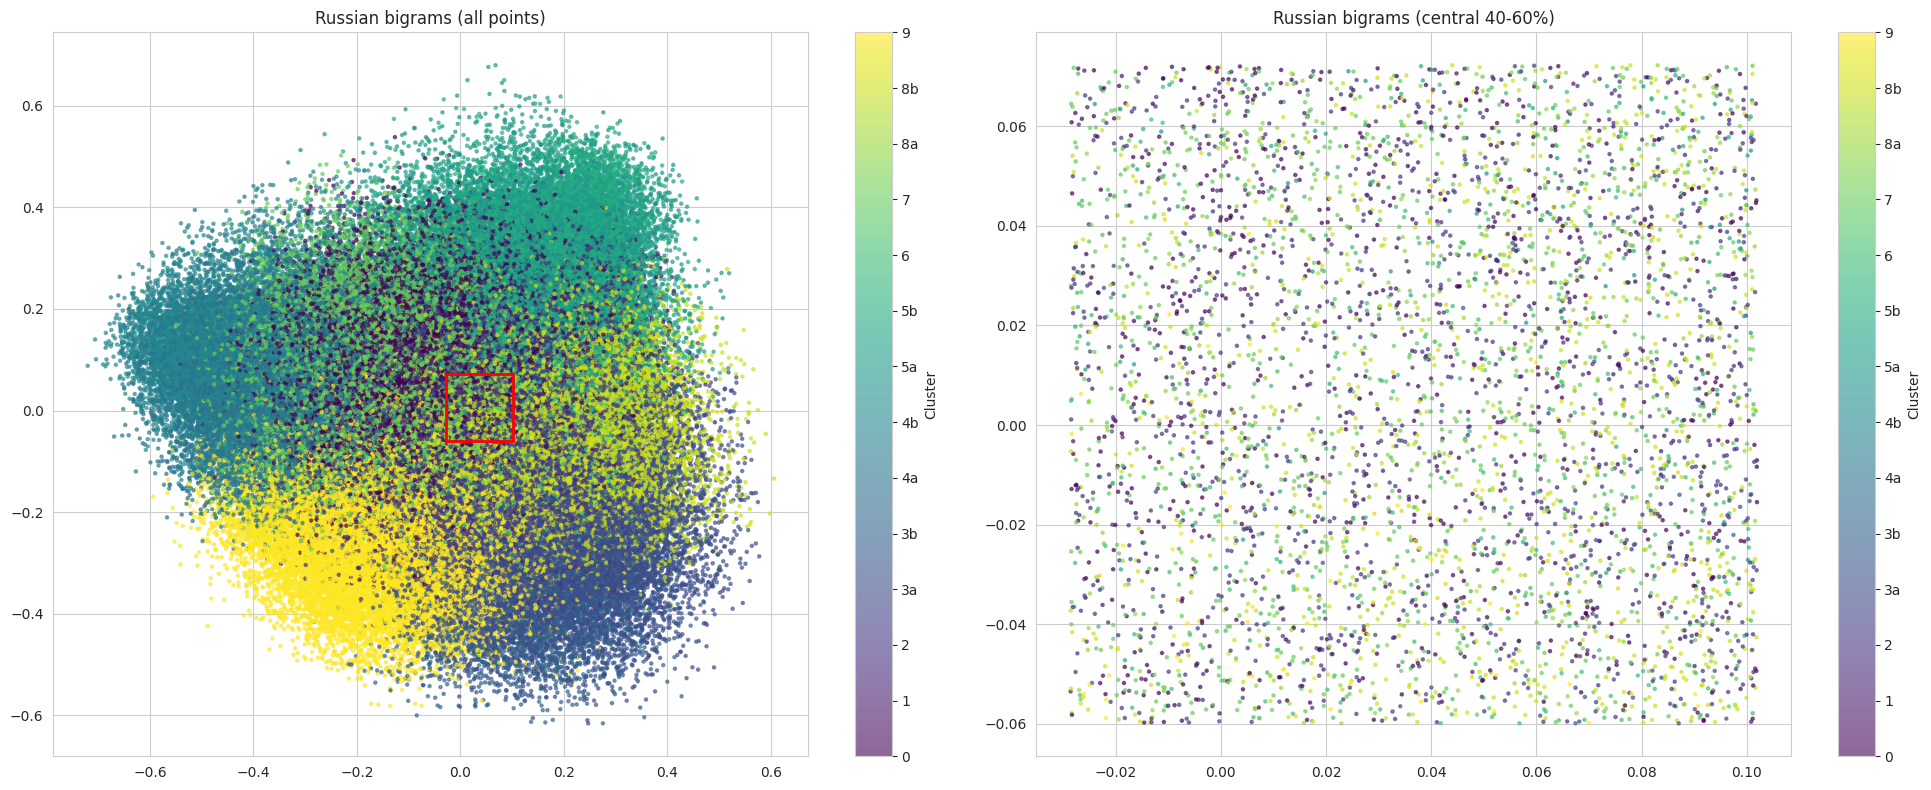 Russian bigrams (all points)
0.6
0.4
0.2
0.0
−0.2
−0.4
−0.6
−0.6 −0.4 −0.2 0.0 0.2 0.4 0.6
9
8b
8a
7
6
5b
5a
4b
4a
3b
3a
2
1
0
Cluster
Russian bigrams (central 40-60%)
0.06
0.04
0.02
0.00
−0.02
−0.04
−0.06
−0.02 0.00 0.02 0.04 0.06 0.08 0.10
9
8b
8a
7
6
5b
5a
4b
4a
3b
3a
2
1
0
Cluster